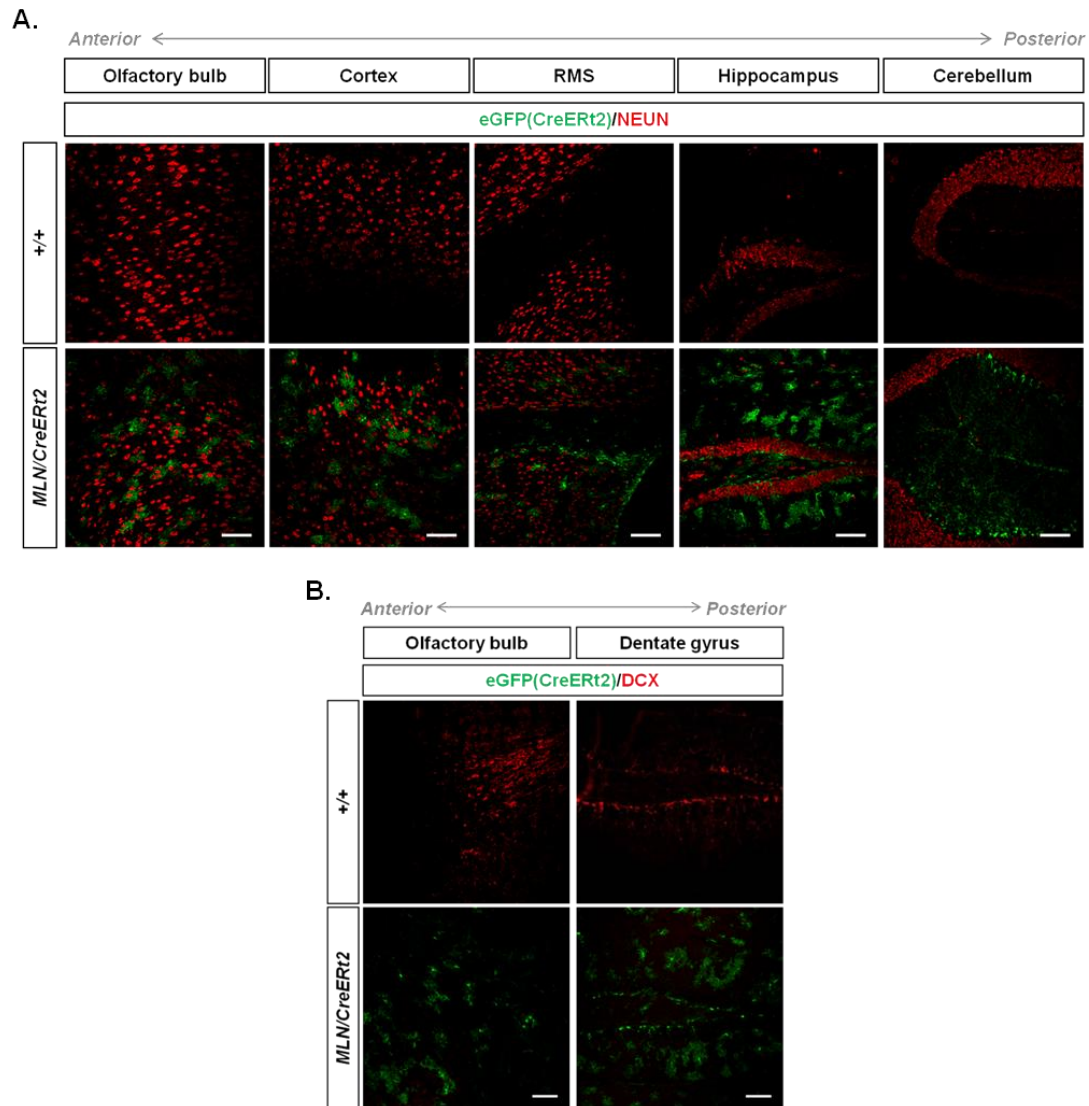 A.
Anterior Posterior
Olfactory bulb Cortex RMS Hippocampus Cerebellum
eGFP(CreERt2)/NEUN
+/+
MLN/CreERt2
B.
Anterior Posterior
Olfactory bulb Dentate gyrus
eGFP(CreERt2)/DCX
+/+
MLN/CreERt2